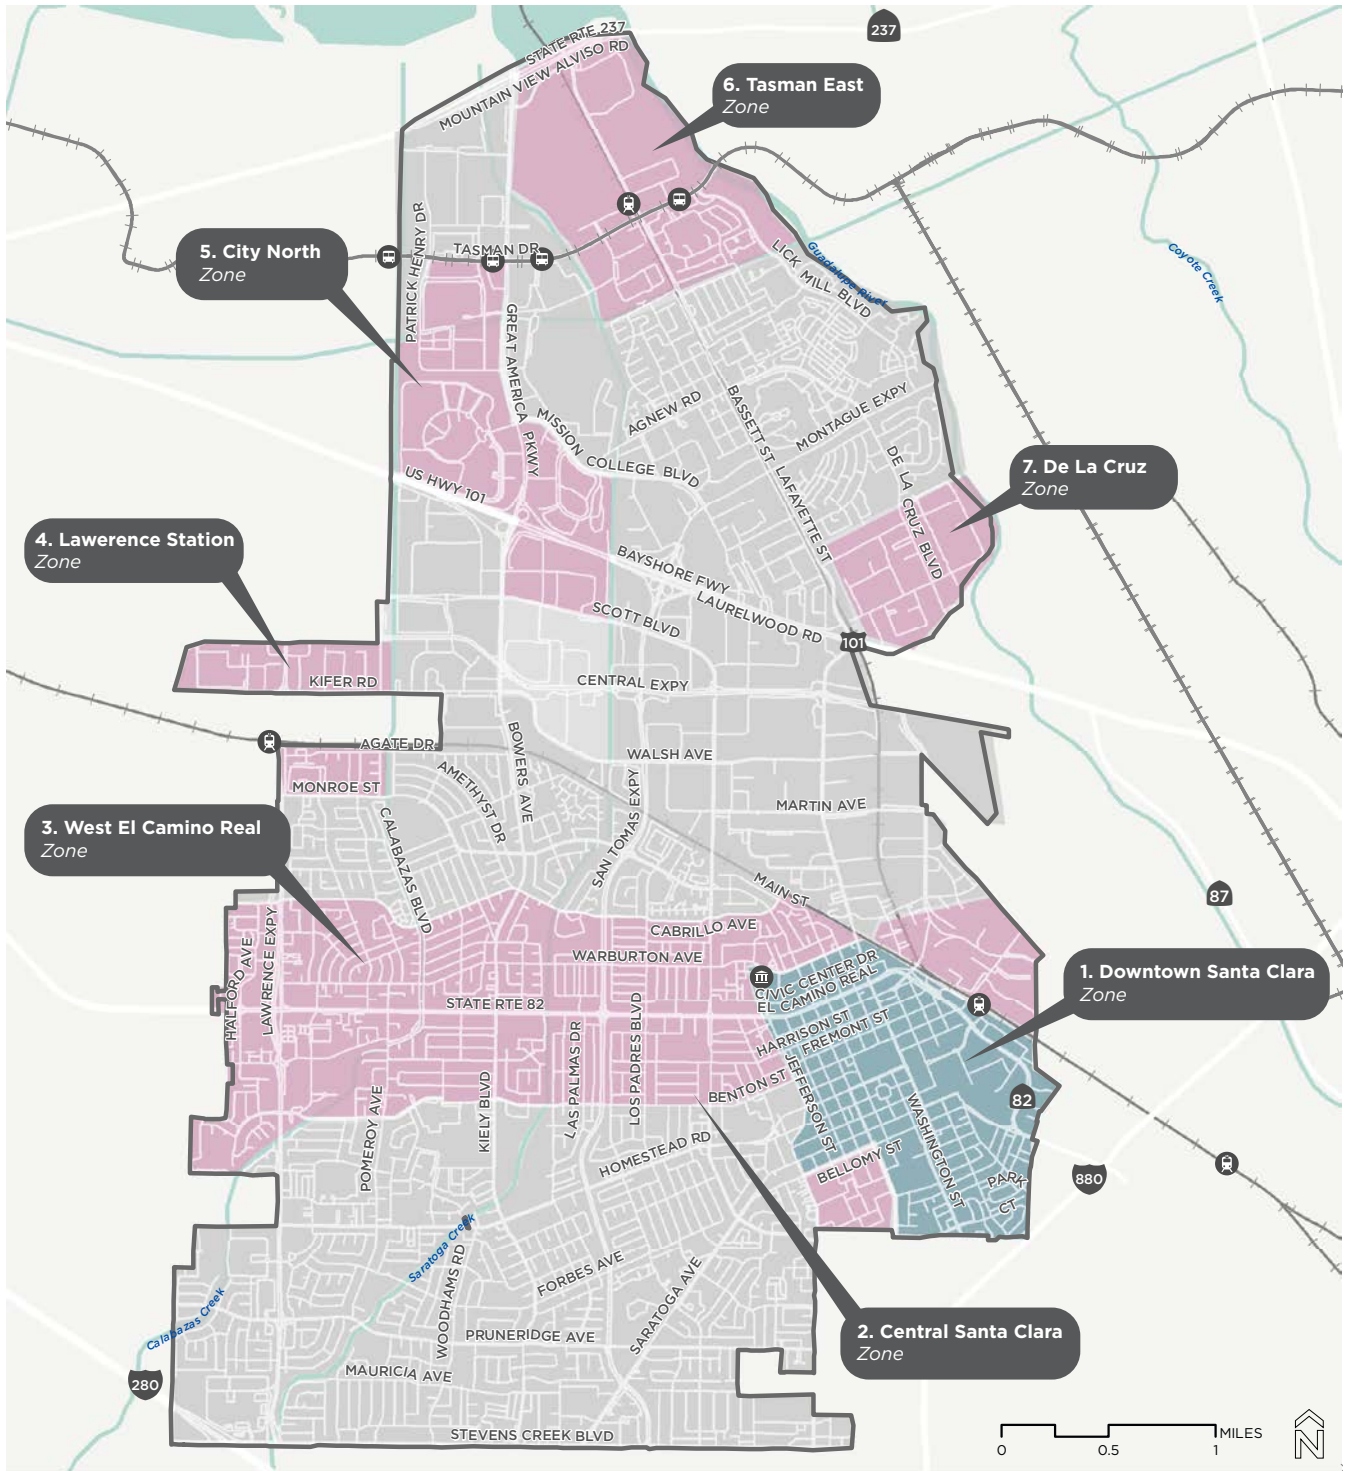 237
STATE RTE 237
MOUNTAIN VIEW ALVISO RD
6. Tasman East
Zone
PATRICK HENRY DR
TASMAN DR
5. City North
Zone
LICK MILL BLVD
Guadalupe River
Coyote Creek
GREAT AMERICA PKWY
MISSION COLLEGE BLVD
AGNEW RD
BASSETT ST
LAFAYETTE ST
MONTAGUE EXPY
DE LA CRUZ BLVD
7. De La Cruz
Zone
US HWY 101
4. Lawerence Station
Zone
BAYSHORE FWY
LAURELWOOD RD
SCOTT BLVD
101
KIFER RD
CENTRAL EXPY
AGATE DR
BOWERS AVE
WALSH AVE
MONROE ST
AMETHYST DR
SAN TOMAS EXPY
MARTIN AVE
3. West El Camino Real
Zone
CALABAZAS BLVD
MAIN ST
87
HALFORD AVE
LAWRENCE EXPY
CABRILLO AVE
WARBURTON AVE
CIVIC CENTER DR
EL CAMINO REAL
1. Downtown Santa Clara
Zone
STATE RTE 82
HARRISON ST
FREMONT ST
LAS PALMAS DR
LOS PADRES BLVD
JEFFERSON ST
BENTON ST
82
POMEROY AVE
KIELY BLVD
WASHINGTON ST
HOMESTEAD RD
BELLOMY ST
PARK CT
880
Saratoga Creek
WOODHAMS RD
FORBES AVE
SARATOGA AVE
Calabazas Creek
PRUNERIDGE AVE
2. Central Santa Clara
Zone
MAURICIA AVE
280
STEVENS CREEK BLVD
MILES
0 0.5 1
N